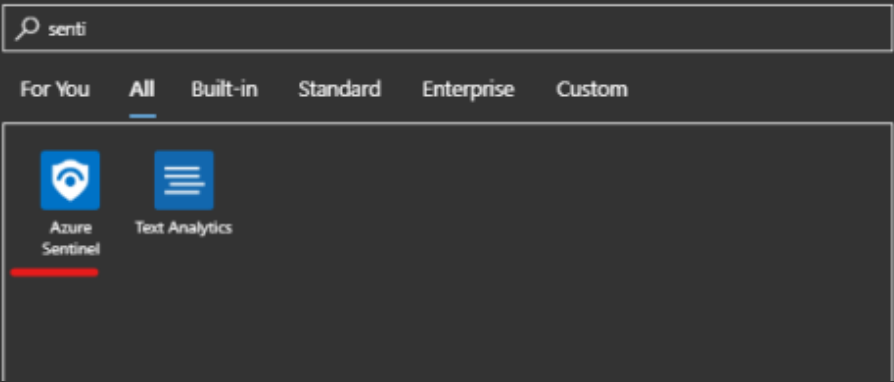 senti
For You All Built-in Standard Enterprise Custom
Azure Text Analytics
Sentinel